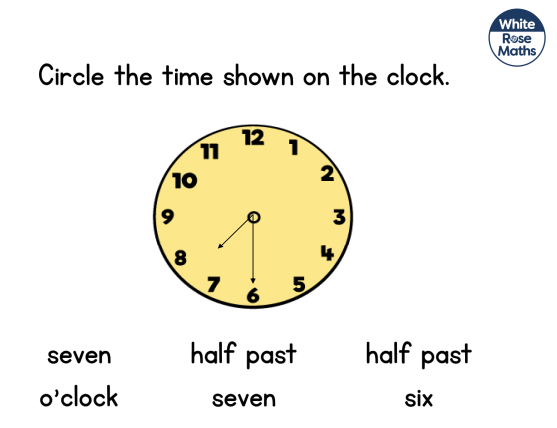 White
Rose
Maths
Circle the time shown on the clock.
12
11 1
10 2
9 3
8 4
7 5
6
seven half past half past
o'clock seven six